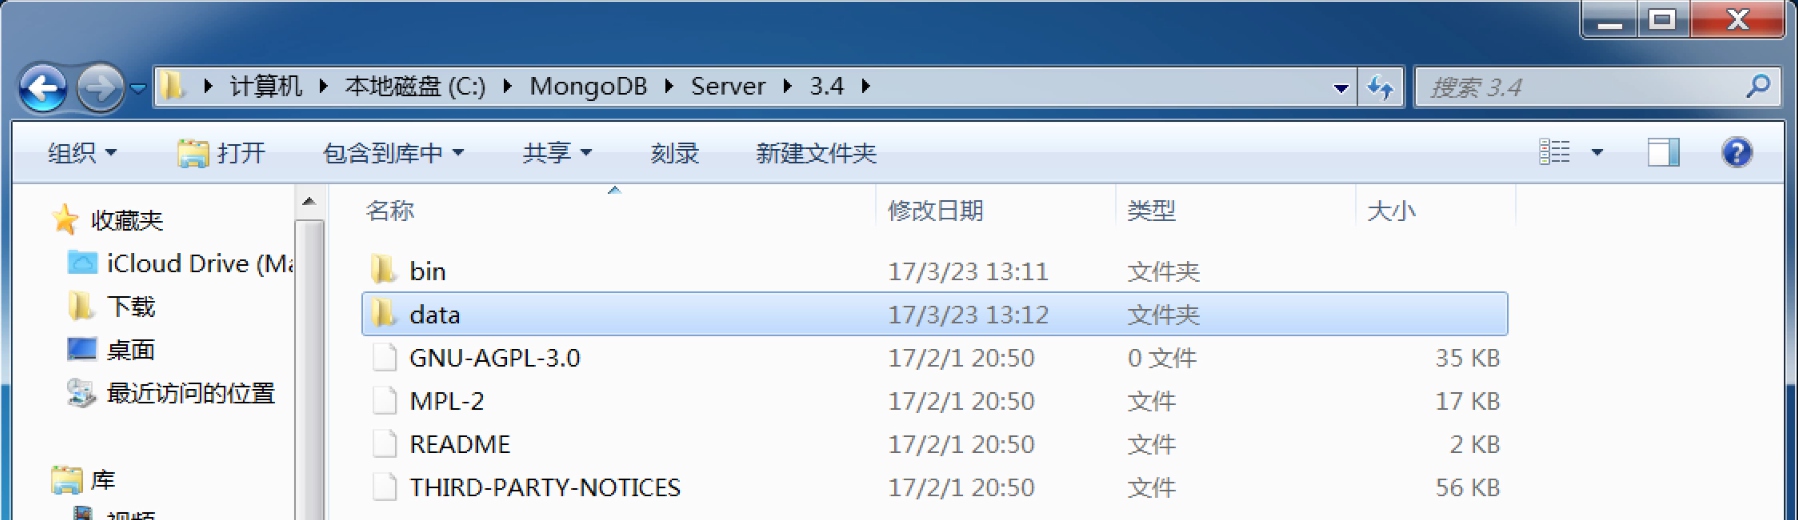 计算机 本地磁盘 (C:) MongoDB Server 3.4 搜索 3.4
组织 打开 包含到库中 共享 刻录 新建文件夹
名称 修改日期 类型 大小
收藏夹
iCloud Drive (Ma
下载
桌面
最近访问的位置
库
视频
bin 17/3/23 13:11 文件夹
data 17/3/23 13:12 文件夹
GNU-AGPL-3.0 17/2/1 20:50 0 文件 35 KB
MPL-2 17/2/1 20:50 文件 17 KB
README 17/2/1 20:50 文件 2 KB
THIRD-PARTY-NOTICES 17/2/1 20:50 文件 56 KB